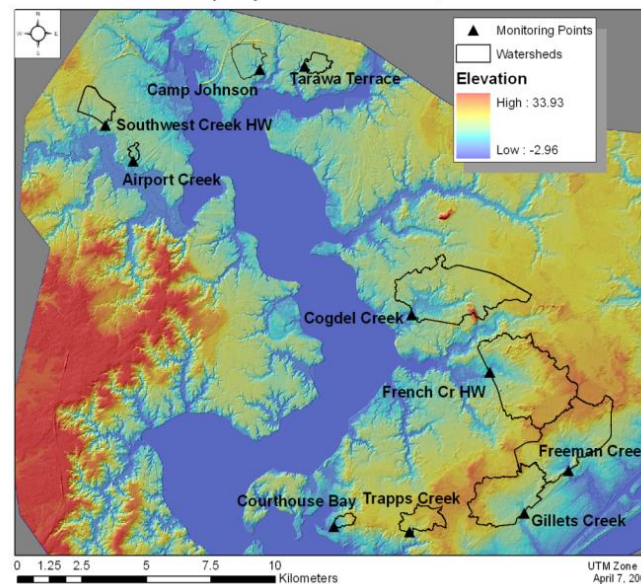 N
Monitoring Points
Watersheds
Elevation
High : 33.93
Low : -2.96
Camp Johnson
Tarawa Terrace
Southwest Creek HW
Airport Creek
Cogdel Creek
French Cr HW
Freeman Cree
Courthouse Bay
Trapps Creek
Gillets Creek
0 1.25 2.5 5 7.5 10
Kilometers
UTM Zone
April 7, 20